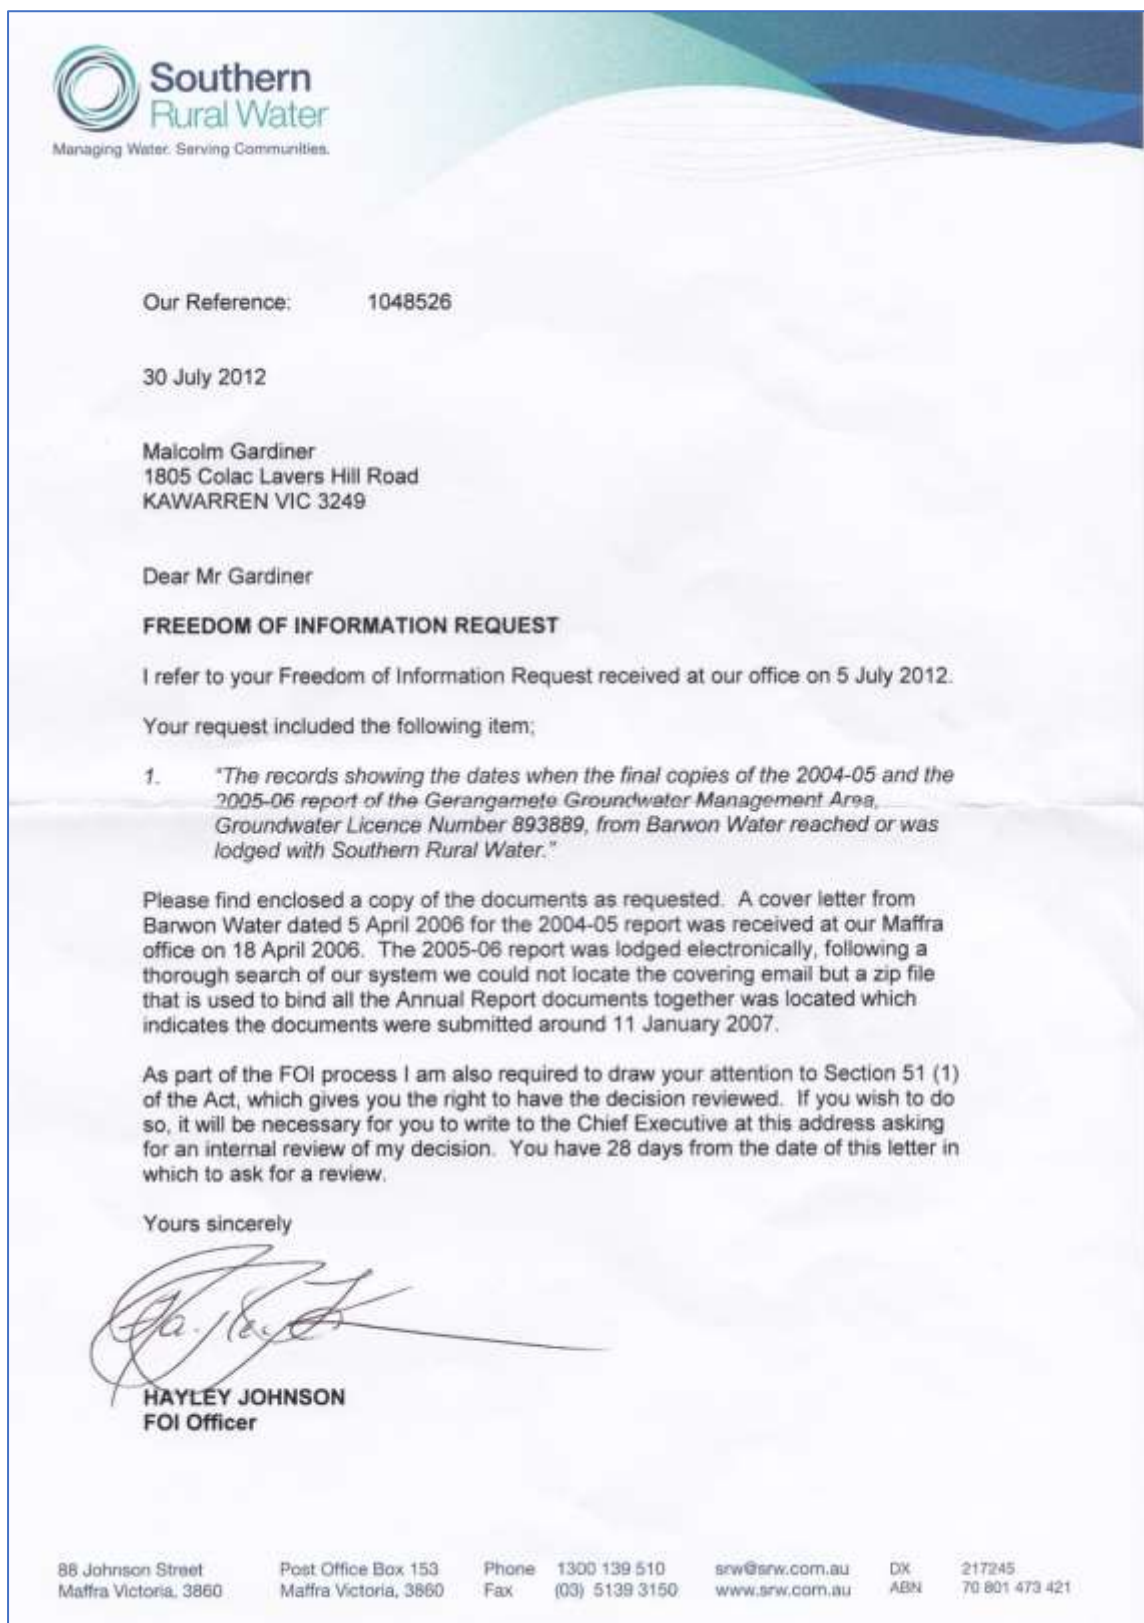 Southern
Rural Water
Managing Water. Serving Communities.
Our Reference: 1048526
30 July 2012
Malcolm Gardiner
1805 Colac Lavers Hill Road
KAWARREN VIC 3249
Dear Mr Gardiner
FREEDOM OF INFORMATION REQUEST
I refer to your Freedom of Information Request received at our office on 5 July 2012.
Your request included the following item;
1. "The records showing the dates when the final copies of the 2004-05 and the
2005-06 report of the Gerangamete Groundwater Management Area,
Groundwater Licence Number 893889, from Barwon Water reached or was
lodged with Southern Rural Water."
Please find enclosed a copy of the documents as requested. A cover letter from
Barwon Water dated 5 April 2006 for the 2004-05 report was received at our Maffra
office on 18 April 2006. The 2005-06 report was lodged electronically, following a
thorough search of our system we could not locate the covering email but a zip file
that is used to bind all the Annual Report documents together was located which
indicates the documents were submitted around 11 January 2007.
As part of the FOI process I am also required to draw your attention to Section 51 (1)
of the Act, which gives you the right to have the decision reviewed. If you wish to do
so, it will be necessary for you to write to the Chief Executive at this address asking
for an internal review of my decision. You have 28 days from the date of this letter in
which to ask for a review.
Yours sincerely
HAYLEY JOHNSON
FOI Officer
88 Johnson Street Post Office Box 153 Phone 1300 139 510 srw@srw.com.au DX 217245
Maffra Victoria, 3860 Maffra Victoria, 3860 Fax (03) 5139 3150 www.srw.com.au ABN 70 801 473 421